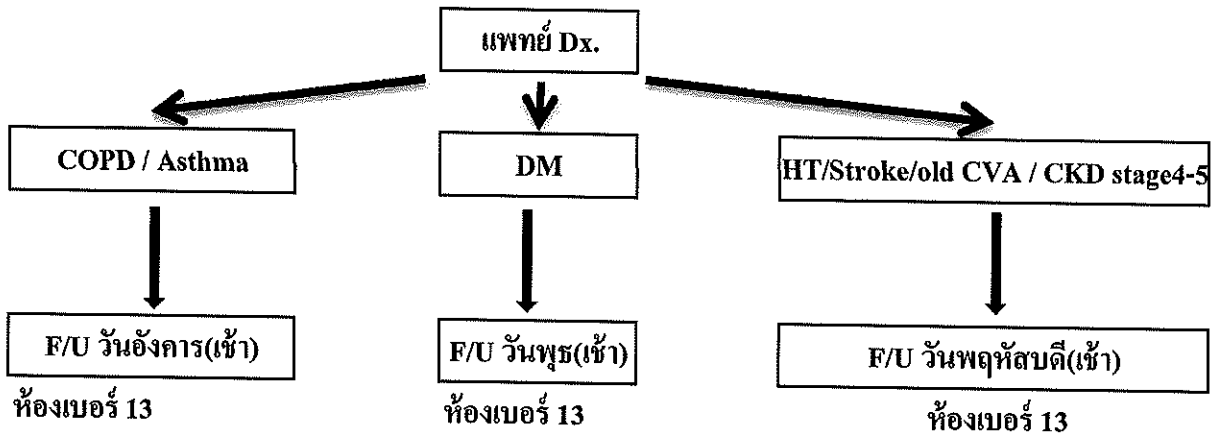 แพทย์ Dx.
COPD / Asthma
DM
HT/Stroke/old CVA / CKD stage4-5
F/U วันอังคาร(เช้า)
F/U วันพุธ(เช้า)
F/U วันพฤหัสบดี(เช้า)
ห้องเบอร์ 13
ห้องเบอร์ 13
ห้องเบอร์ 13